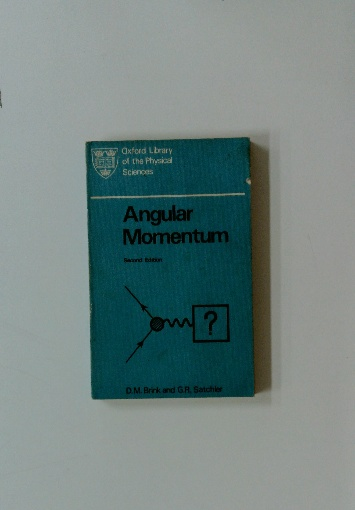 Oxford Library
of the Physical
Sciences
Angular
Momentum
Second Edition
?
D.M. Brink and G.R. Satchler